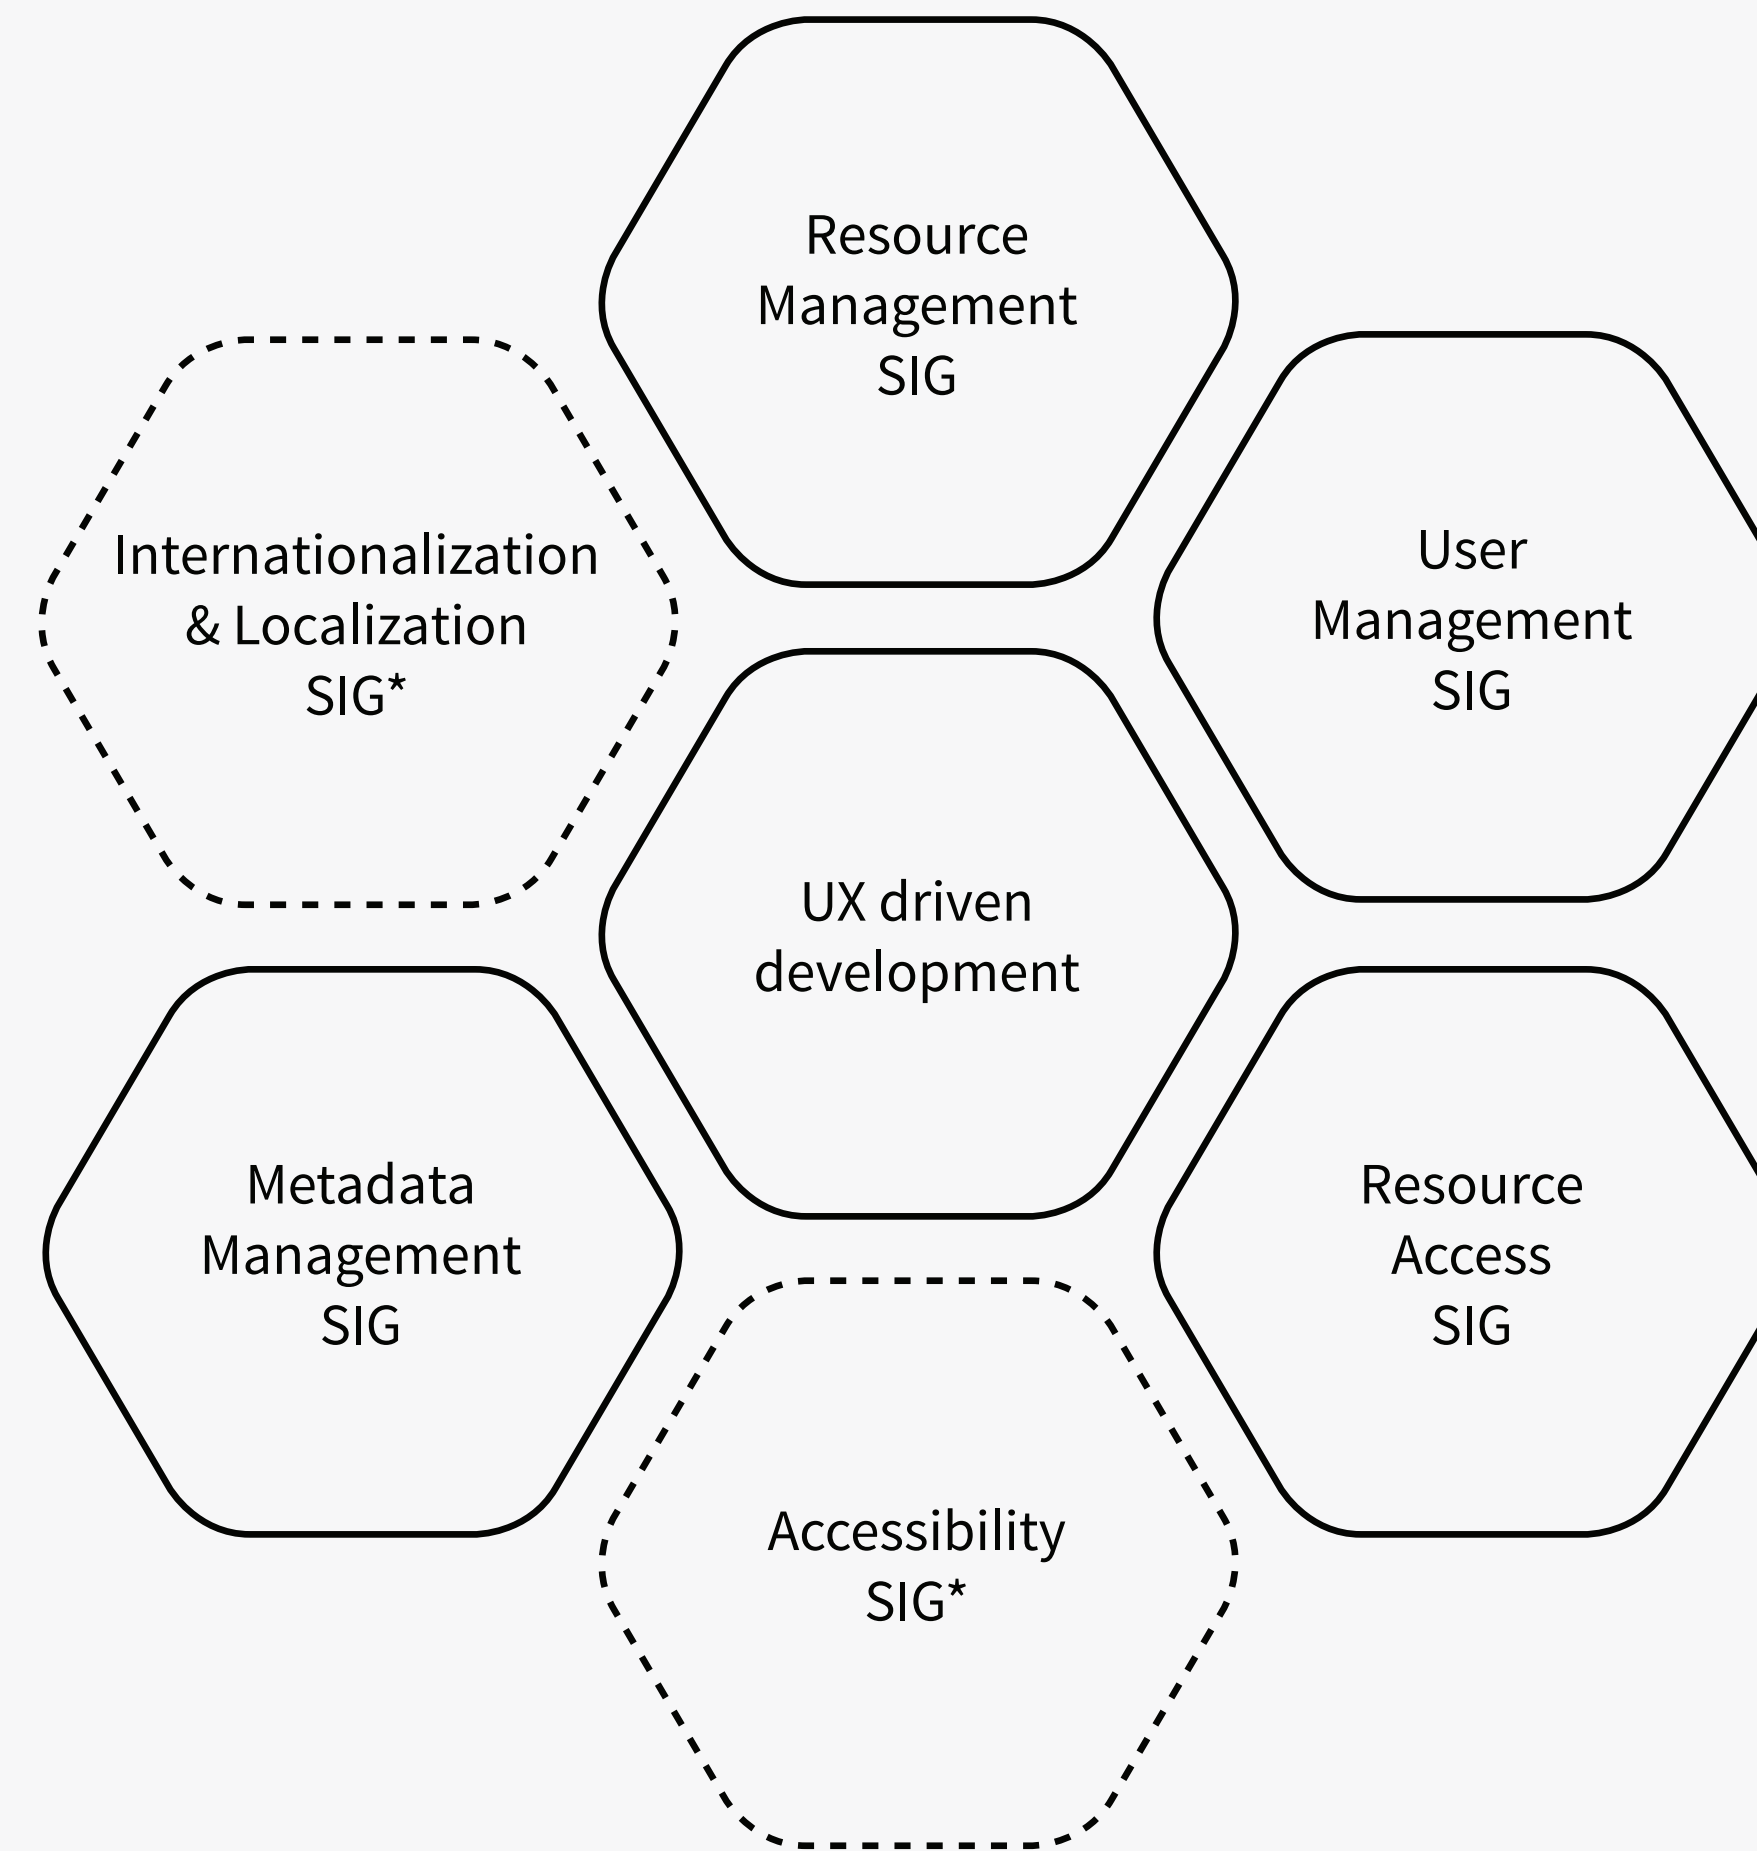 Resource
Management
SIG
Internationalization
& Localization
SIG*
User
Management
SIG
UX driven
development
Metadata
Management
SIG
Resource
Access
SIG
Accessibility
SIG*